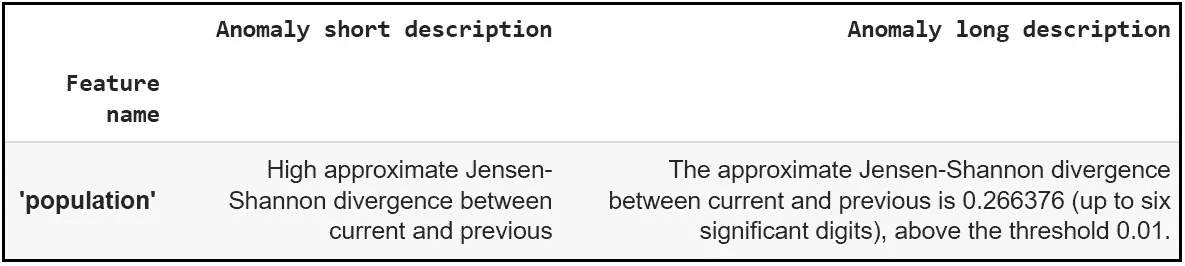 Anomaly short description Anomaly long description
Feature
name
'population'
High approximate Jensen-
Shannon divergence between
current and previous
The approximate Jensen-Shannon divergence
between current and previous is 0.266376 (up to six
significant digits), above the threshold 0.01.